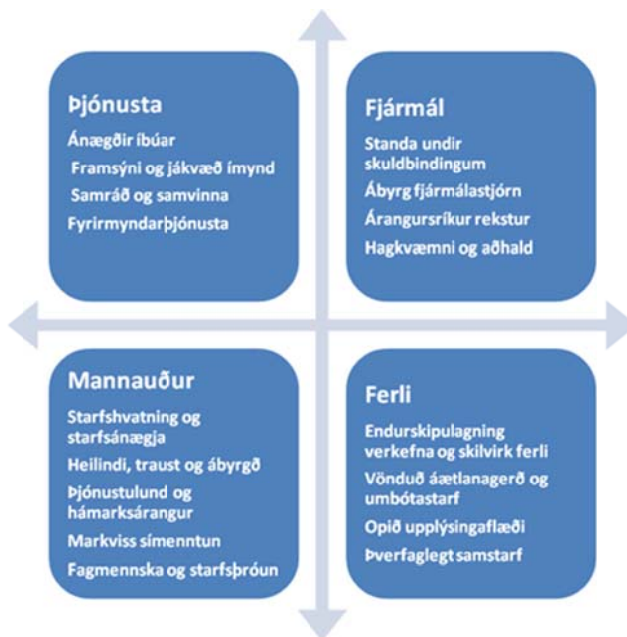 Þjónusta
Ánægðir íbúar
Framsýni og jákvæð ímynd
Samráð og samvinna
Fyrirmyndarþjónusta
Fjármál
Standa undir
skuldbindingum
Ábyrg fjármálastjórn
Árangursríkur rekstur
Hagkvæmni og aðhald
Mannauður
Starfshvatning og
starfsánægja
Heilindi, traust og ábyrgð
Þjónustulund og
hámarksárangur
Markviss símenntun
Fagmennska og starfsþróun
Ferli
Endurskipulagning
verkefna og skilvirk ferli
Vönduð áætlanagerð og
umbótastarf
Opið upplýsingaflæði
Þverfaglegt samstarf